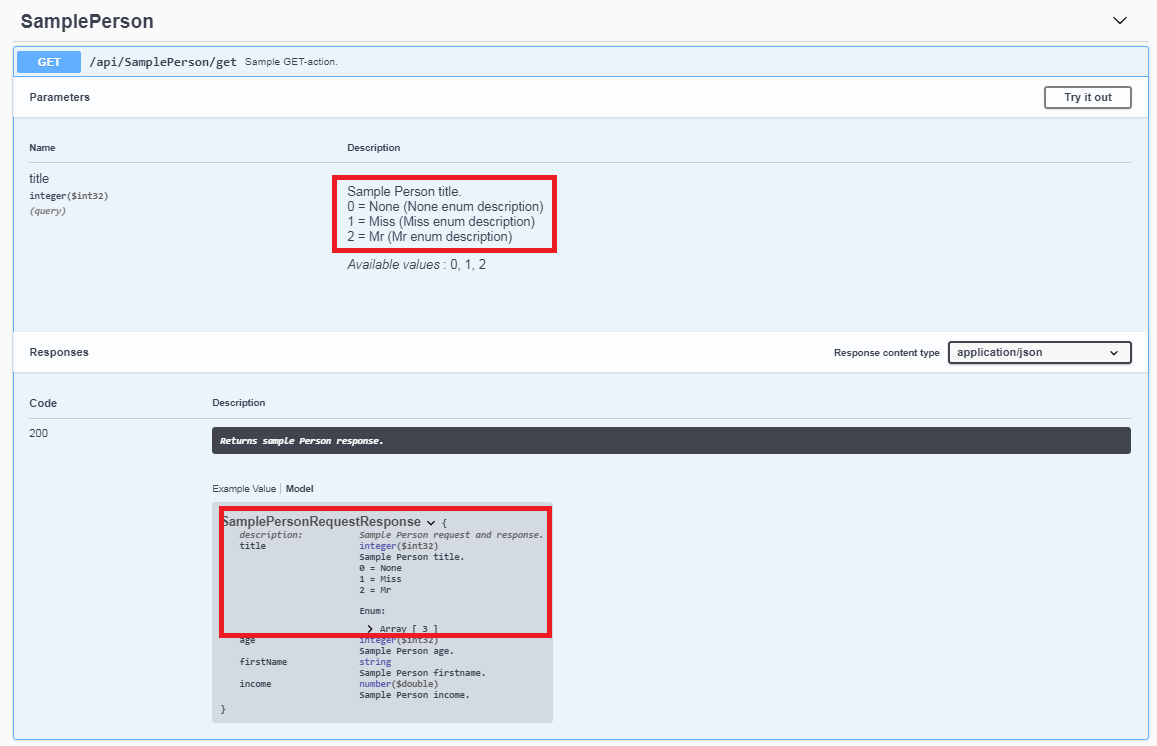 SamplePerson
GET /api/SamplePerson/get Sample GET-action.
Parameters
Try it out
Name Description
title
integer($int32)
(query)
Sample Person title.
0 = None (None enum description)
1 = Miss (Miss enum description)
2 = Mr (Mr enum description)
Available values : 0, 1, 2
Responses
Response content type application/json
Code Description
200
Returns sample Person response.
Example Value Model
SamplePersonRequestResponse {
description: Sample Person request and response.
title integer($int32)
Sample Person title.
0 = None
1 = Miss
2 = Mr
Enum:
Array [ 3 ]
age integer($int32)
Sample Person age.
firstName string
Sample Person firstname.
income number($double)
Sample Person income.
}